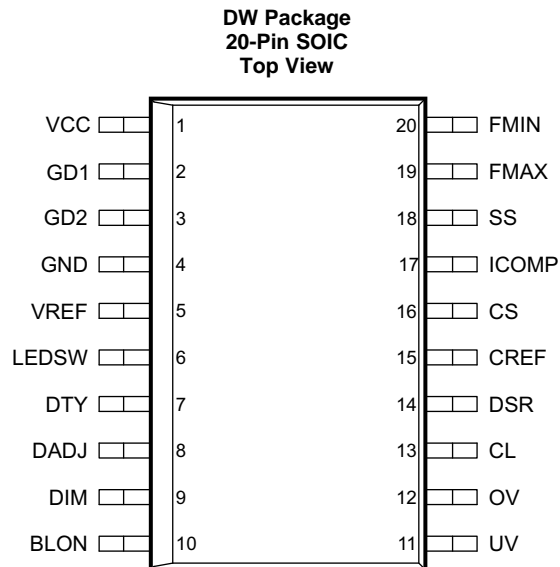 DW Package
20-Pin SOIC
Top View
VCC 1 20 FMIN
GD1 2 19 FMAX
GD2 3 18 SS
GND 4 17 ICOMP
VREF 5 16 CS
LEDSW 6 15 CREF
DTY 7 14 DSR
DADJ 8 13 CL
DIM 9 12 OV
BLON 10 11 UV